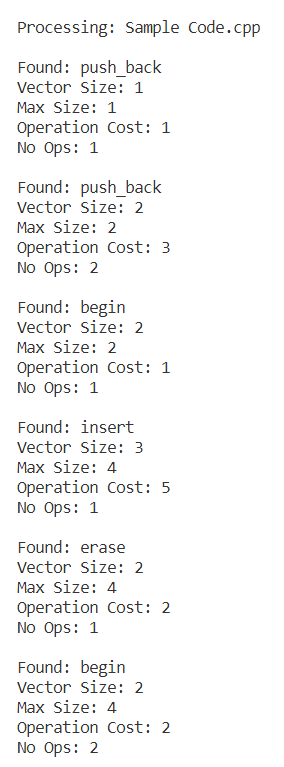 Processing: Sample Code.cpp
Found: push_back
Vector Size: 1
Max Size: 1
Operation Cost: 1
No Ops: 1
Found: push_back
Vector Size: 2
Max Size: 2
Operation Cost: 3
No Ops: 2
Found: begin
Vector Size: 2
Max Size: 2
Operation Cost: 1
No Ops: 1
Found: insert
Vector Size: 3
Max Size: 4
Operation Cost: 5
No Ops: 1
Found: erase
Vector Size: 2
Max Size: 4
Operation Cost: 2
No Ops: 1
Found: begin
Vector Size: 2
Max Size: 4
Operation Cost: 2
No Ops: 2